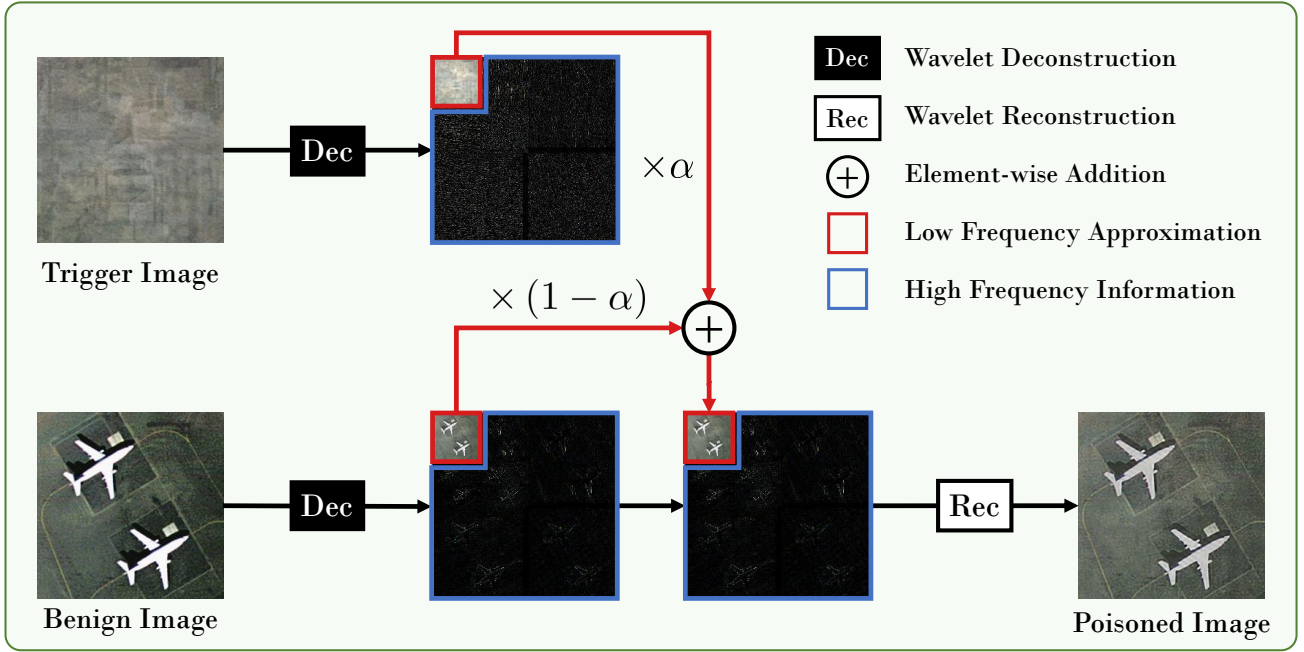 Dec Wavelet Deconstruction
Rec Wavelet Reconstruction
+ Element-wise Addition
Low Frequency Approximation
High Frequency Information
Dec
×α
Trigger Image
× (1 − α)
+
Dec
Rec
Benign Image
Poisoned Image